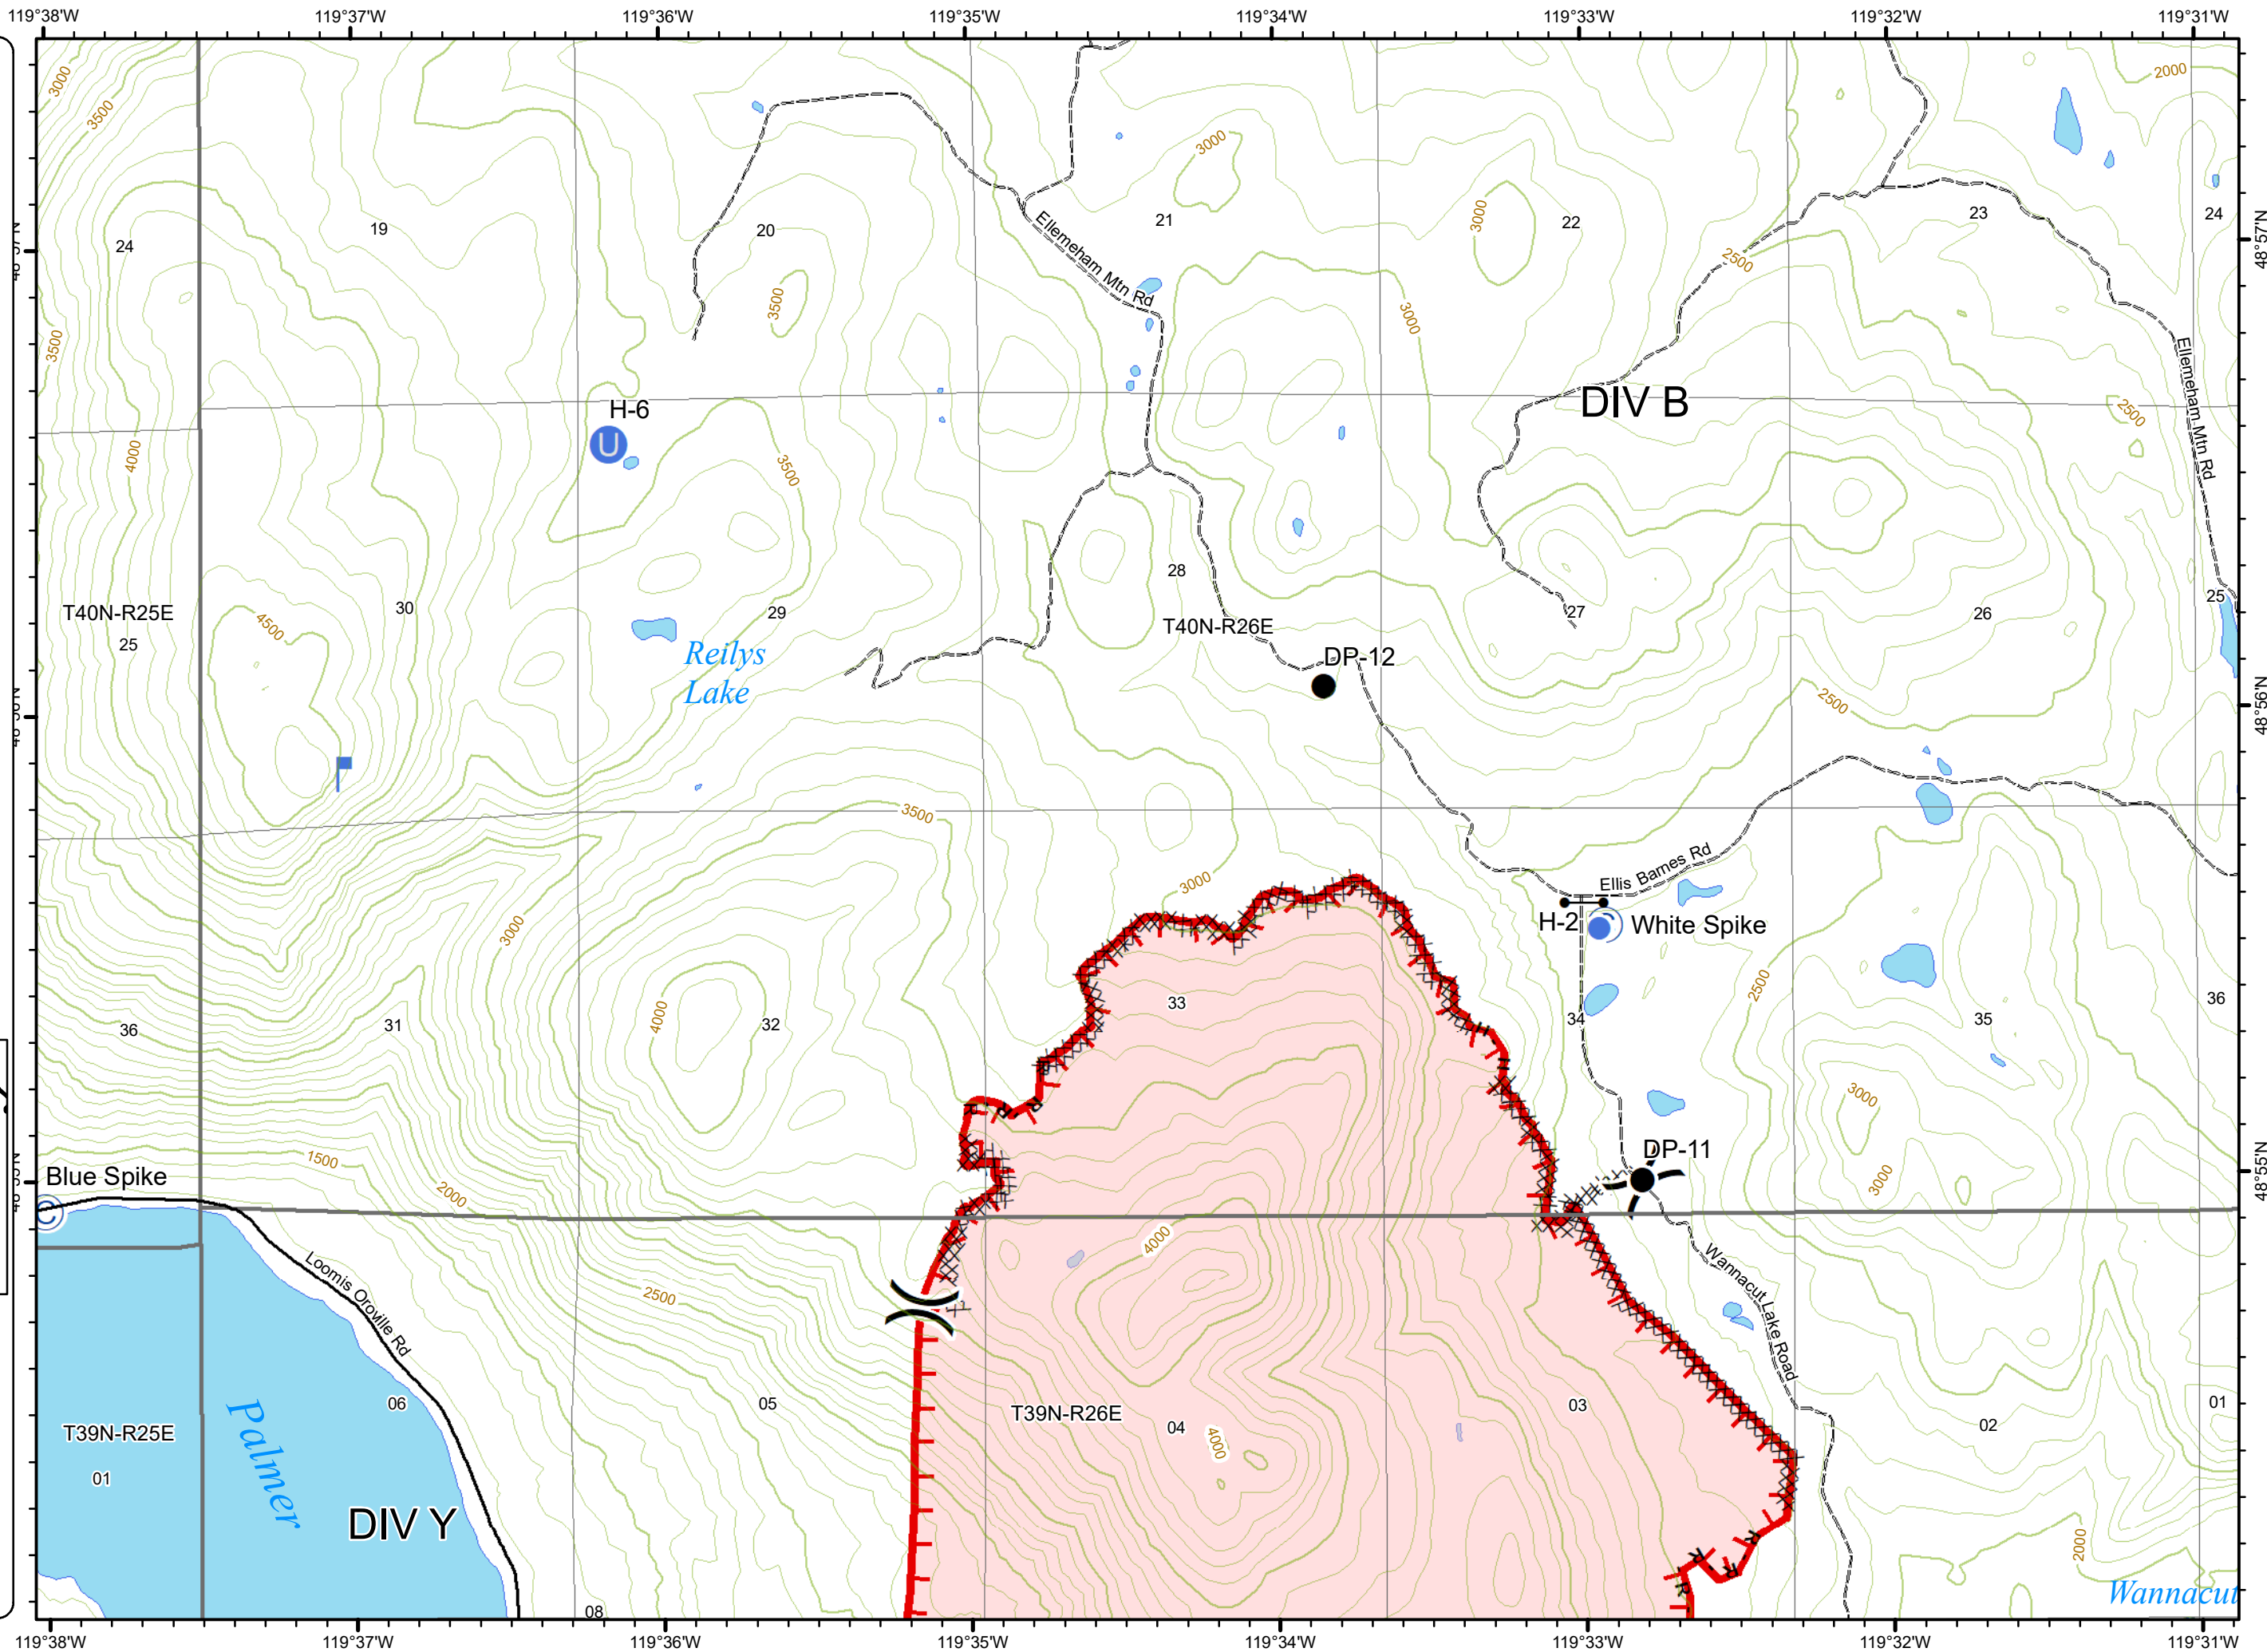 119°38'W 119°37'W 119°36'W 119°35'W 119°34'W 119°33'W 119°32'W 119°31'W
3000
2000
3500
3000
24
19
20
21
22
23
24
3000
48°57'N
Ellemeham Mtn Rd
2500
3500
3500
3000
Ellemeham Mtn Rd
DIV B
H-6
U
2500
4000
3500
28
T40N-R25E
25
4500
30
29
T40N-R26E
27
26
25
Reilys
Lake
DP-12
2500
48°56'N
3500
Ellis Barnes Rd
3000
H-2
White Spike
3000
2500
36
31
4000
32
33
34
35
36
3000
R R R
1500
DP-11
48°55'N
Blue Spike
2000
3000
C
4000
Loomis Oroville Rd
2500
Wannacut Lake Road
T39N-R25E
01
06
05
T39N-R26E
04
4000
03
02
01
Palmer
DIV Y
R
R
R
R
2000
Wannacut
08
119°38'W 119°37'W 119°36'W 119°35'W 119°34'W 119°33'W 119°32'W 119°31'W